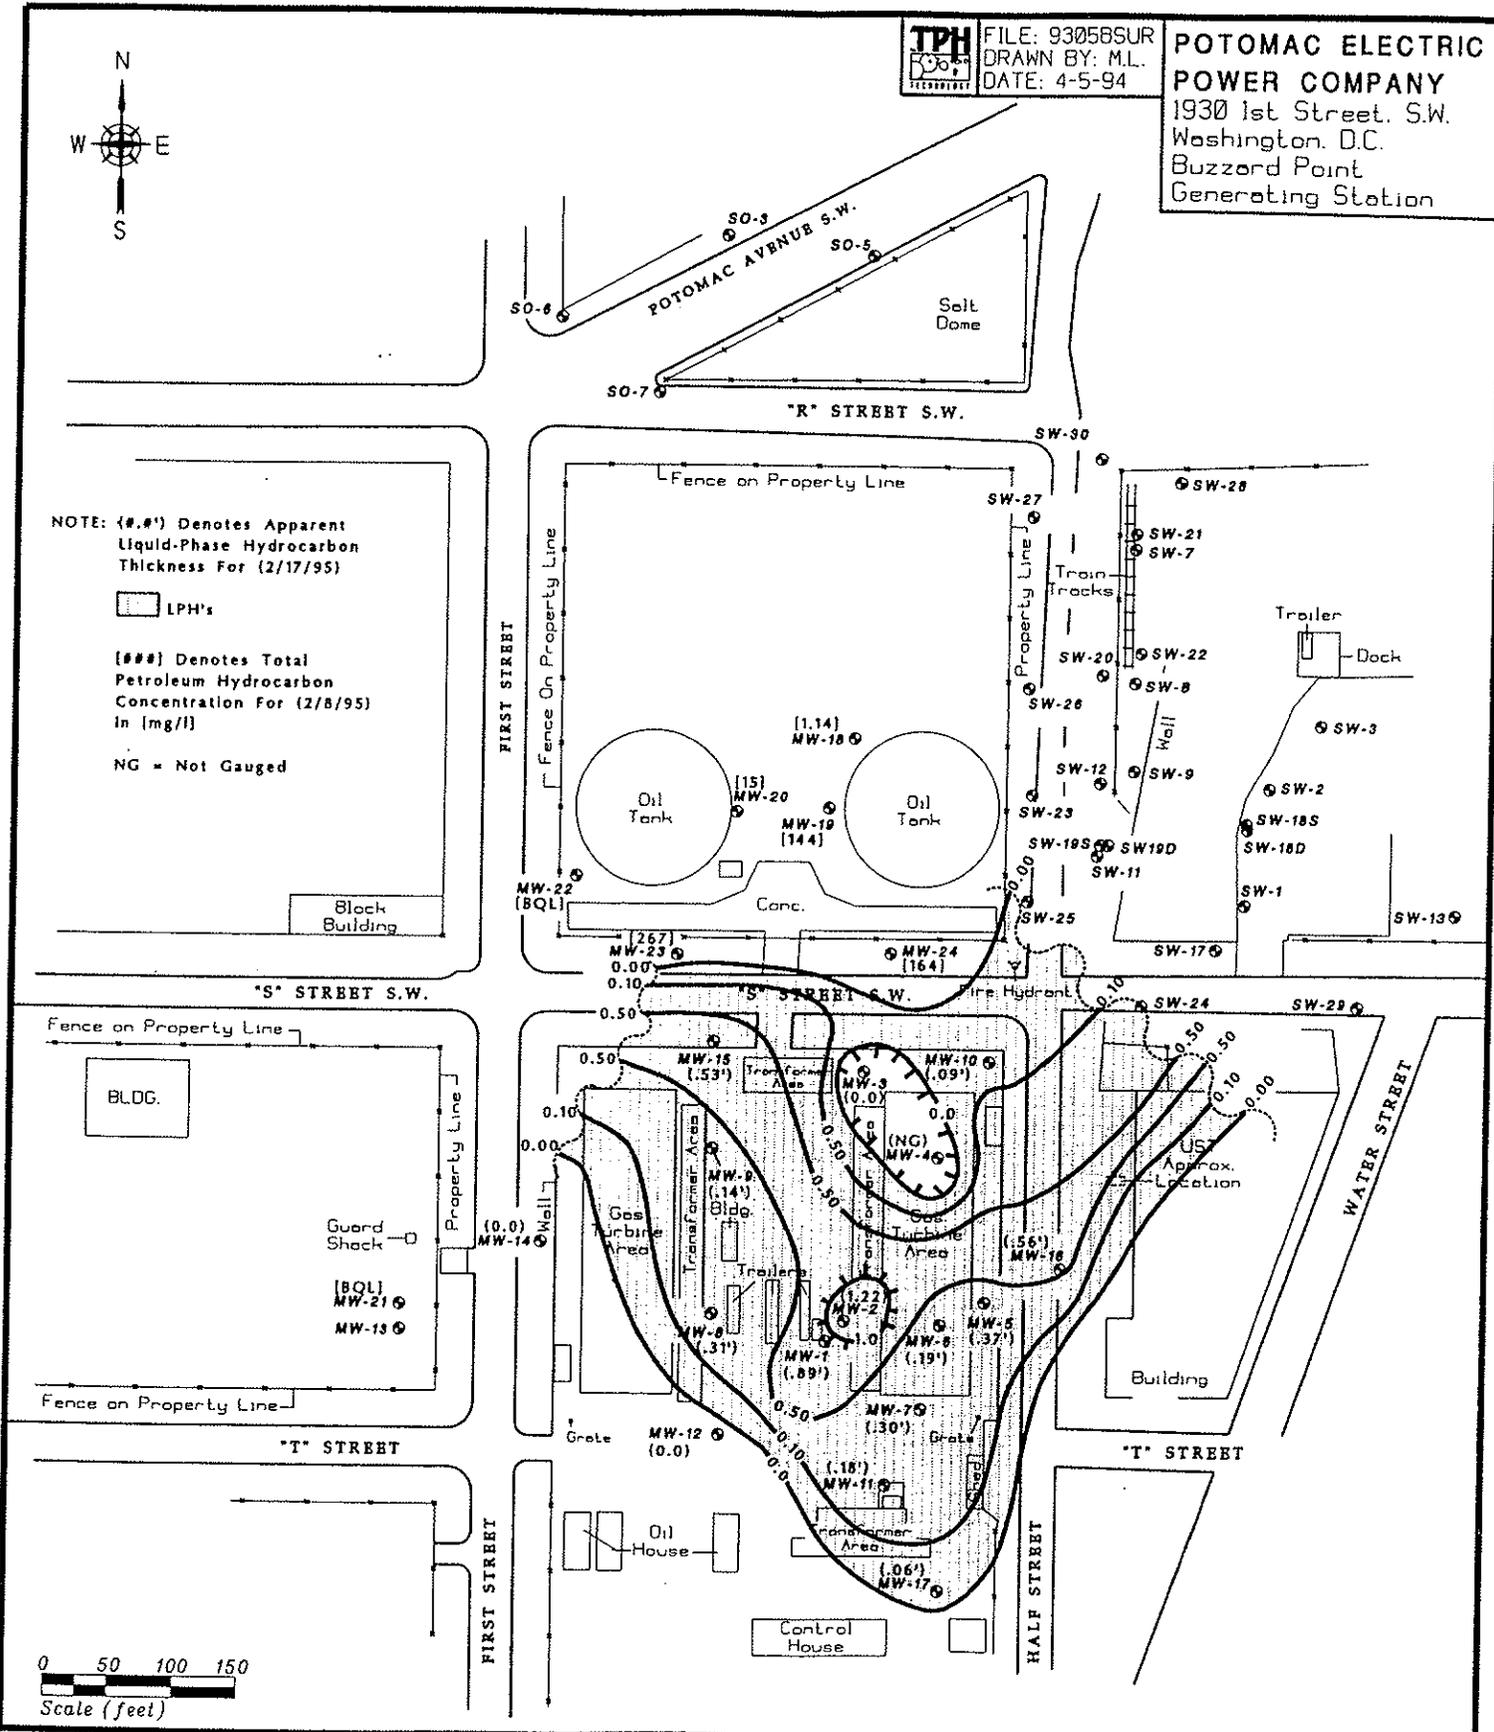 TPH
TECHNOLOGY
FILE: 93058SUR
DRAWN BY: M.L.
DATE: 4-5-94
POTOMAC ELECTRIC
POWER COMPANY
1930 1st Street, S.W.
Washington, D.C.
Buzzard Point
Generating Station
N
W
E
S
SO-3
SO-5
POTOMAC AVENUE S.W.
SO-6
Salt
Dome
SO-7
"R" STREET S.W.
SW-30
Fence on Property Line
SW-28
SW-27
NOTE: (#.#') Denotes Apparent
Liquid-Phase Hydrocarbon
Thickness For (2/17/95)
LPH's
[###] Denotes Total
Petroleum Hydrocarbon
Concentration For (2/8/95)
in [mg/l]
NG = Not Gauged
FIRST STREET
Fence On Property Line
Property Line
SW-21
SW-7
Train
Tracks
Trailer
Dock
SW-20
SW-22
SW-8
SW-26
Wall
SW-3
[1.14]
MW-18
[15]
MW-20
Oil
Tank
MW-19
[144]
Oil
Tank
SW-12
SW-9
SW-23
SW-2
SW-18S
SW-18D
SW-19S
SW19D
SW-11
0.00
MW-22
[BQL]
Conc.
SW-25
SW-1
SW-13
Block
Building
[267]
MW-23
MW-24
[164]
SW-17
0.00
0.10
"S" STREET S.W.
"S" STREET S.W.
Fire Hydrant
0.10
SW-24
SW-29
0.50
Fence on Property Line
0.50
MW-15
(.53')
Transformer
Area
MW-3
(0.0)
MW-10
(.09')
0.50
0.50
0.10
0.00
BLDG.
0.10
0.0
0.50
(NG)
MW-4
0.00
Property Line
Transformer Area
MW-9
(.14')
Bldg.
0.50
Transformer Area
UST
Approx.
Location
WATER STREET
Guard
Shack
(0.0)
MW-14
Wall
Gas
Turbine
Area
Gas
Turbine
Area
(.56')
MW-16
Trailers
[BQL]
MW-21
MW-13
(1.22)
MW-2
1.0
MW-8
(.31')
MW-1
(.89')
MW-6
(.19')
MW-5
(.37')
Building
Fence on Property Line
0.50
MW-7
(.30')
Grate
Grate
"T" STREET
MW-12
(0.0)
0.10
0.0
"T" STREET
(.18')
MW-11
Shed
Oil
House
Transformer
Area
(.06')
MW-17
FIRST STREET
HALF STREET
Control
House
0 50 100 150
Scale (feet)